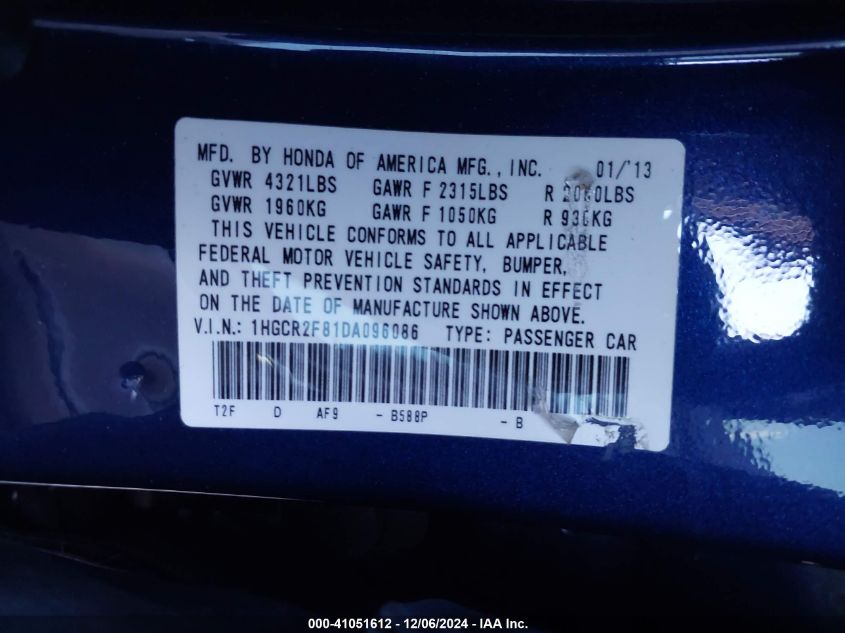 MFD. BY HONDA OF AMERICA MFG., INC. 01/'13
GVWR 4321LBS GAWR F 2315LBS R
GVWR 1960KG GAWR F 1050KG R
THIS VEHICLE CONFORMS TO ALL APPLICABLE
FEDERAL MOTOR VEHICLE SAFETY, BUMPER,
AND THEFT PREVENTION STANDARDS IN EFFECT
ON THE DATE OF MANUFACTURE SHOWN ABOVE.
V.I.N.: 1HGCR2F81DA096086 TYPE: PASSENGER CAR
T2F D AF9 - B588P - B
000-41051612 - 12/06/2024 - IAA Inc.